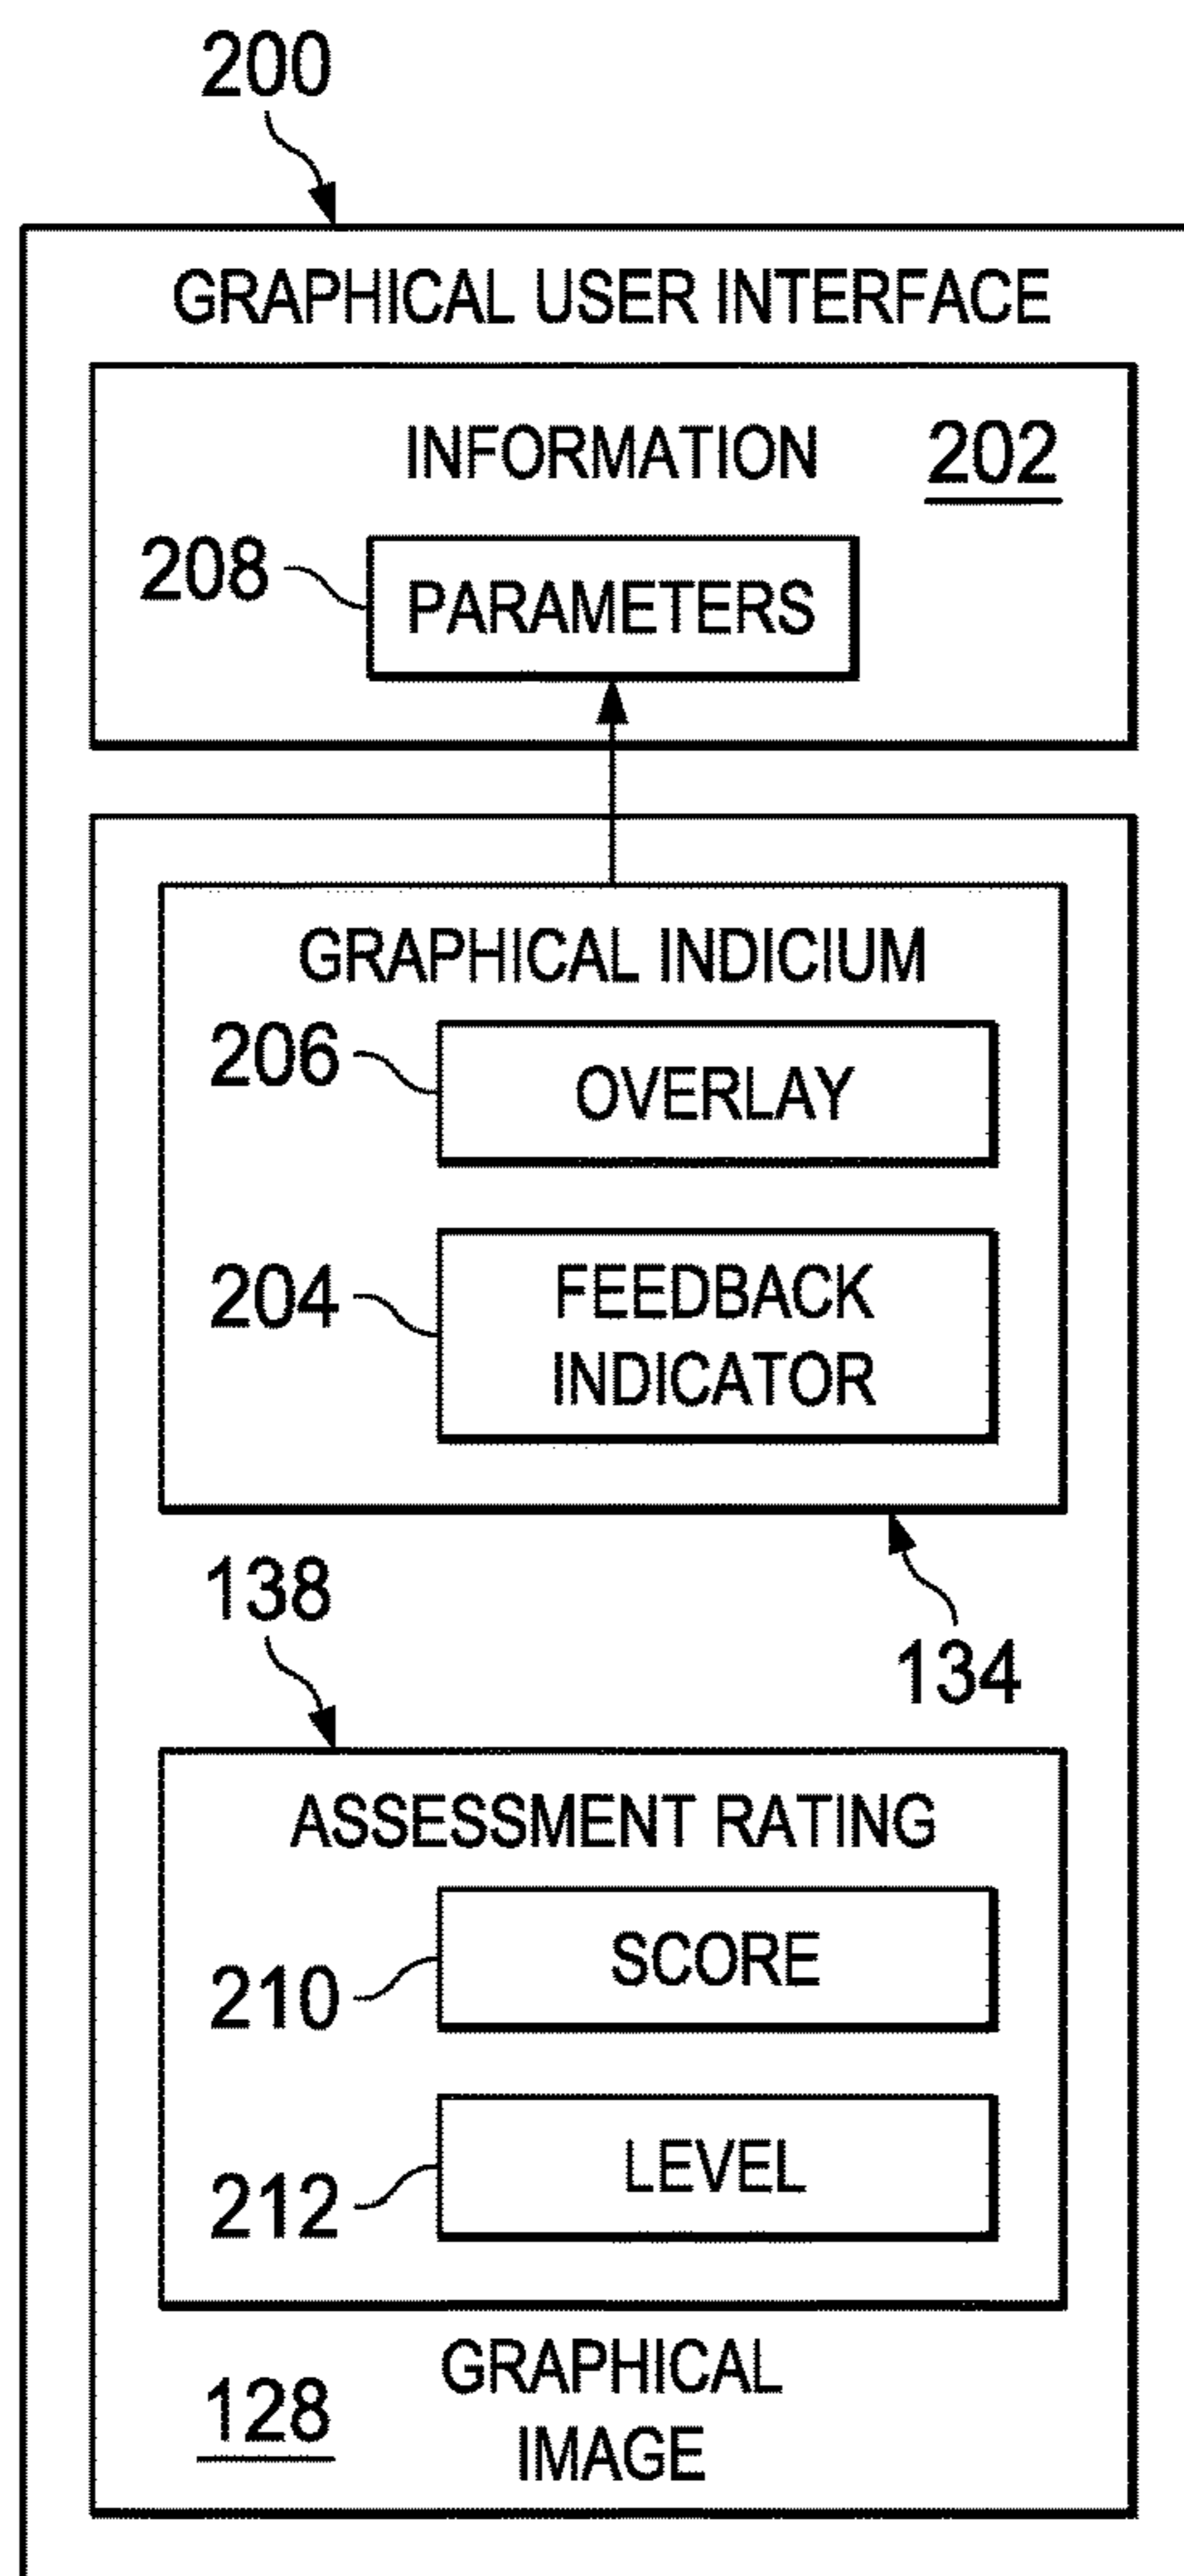 200
GRAPHICAL USER INTERFACE
INFORMATION 202
208 PARAMETERS
GRAPHICAL INDICIUM
206 OVERLAY
204 FEEDBACK
INDICATOR
138
134
ASSESSMENT RATING
210 SCORE
212 LEVEL
128 GRAPHICAL
IMAGE